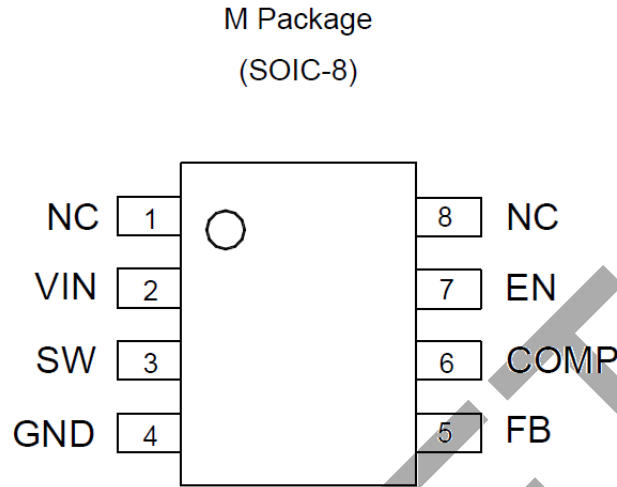 M Package
(SOIC-8)
NC 1 8 NC
VIN 2 7 EN
SW 3 6 COMP
GND 4 5 FB